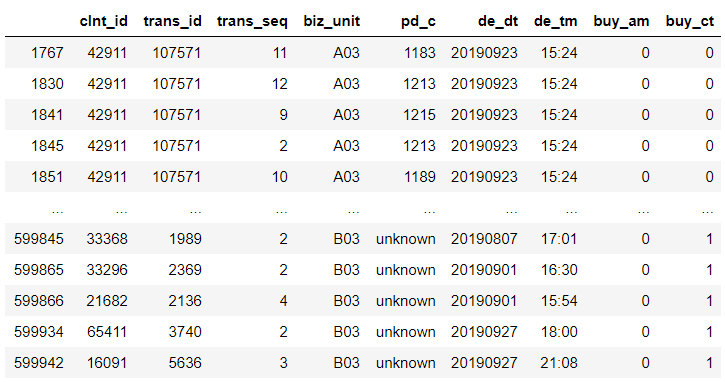 clnt_id trans_id trans_seq biz_unit pd_c de_dt de_tm buy_am buy_ct
1767 42911 107571 11 A03 1183 20190923 15:24 0 0
1830 42911 107571 12 A03 1213 20190923 15:24 0 0
1841 42911 107571 9 A03 1215 20190923 15:24 0 0
1845 42911 107571 2 A03 1213 20190923 15:24 0 0
1851 42911 107571 10 A03 1189 20190923 15:24 0 0
... ... ... ... ... ... ... ... ... ...
599845 33368 1989 2 B03 unknown 20190807 17:01 0 1
599865 33296 2369 2 B03 unknown 20190901 16:30 0 1
599866 21682 2136 4 B03 unknown 20190901 15:54 0 1
599934 65411 3740 2 B03 unknown 20190927 18:00 0 1
599942 16091 5636 3 B03 unknown 20190927 21:08 0 1